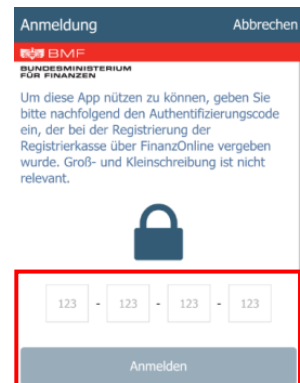 Anmeldung Abbrechen
BMF
BUNDESMINISTERIUM
FÜR FINANZEN
Um diese App nützen zu können, geben Sie
bitte nachfolgend den Authentifizierungscode
ein, der bei der Registrierung der
Registrierkasse über FinanzOnline vergeben
wurde. Groß- und Kleinschreibung ist nicht
relevant.
123 - 123 - 123 - 123
Anmelden